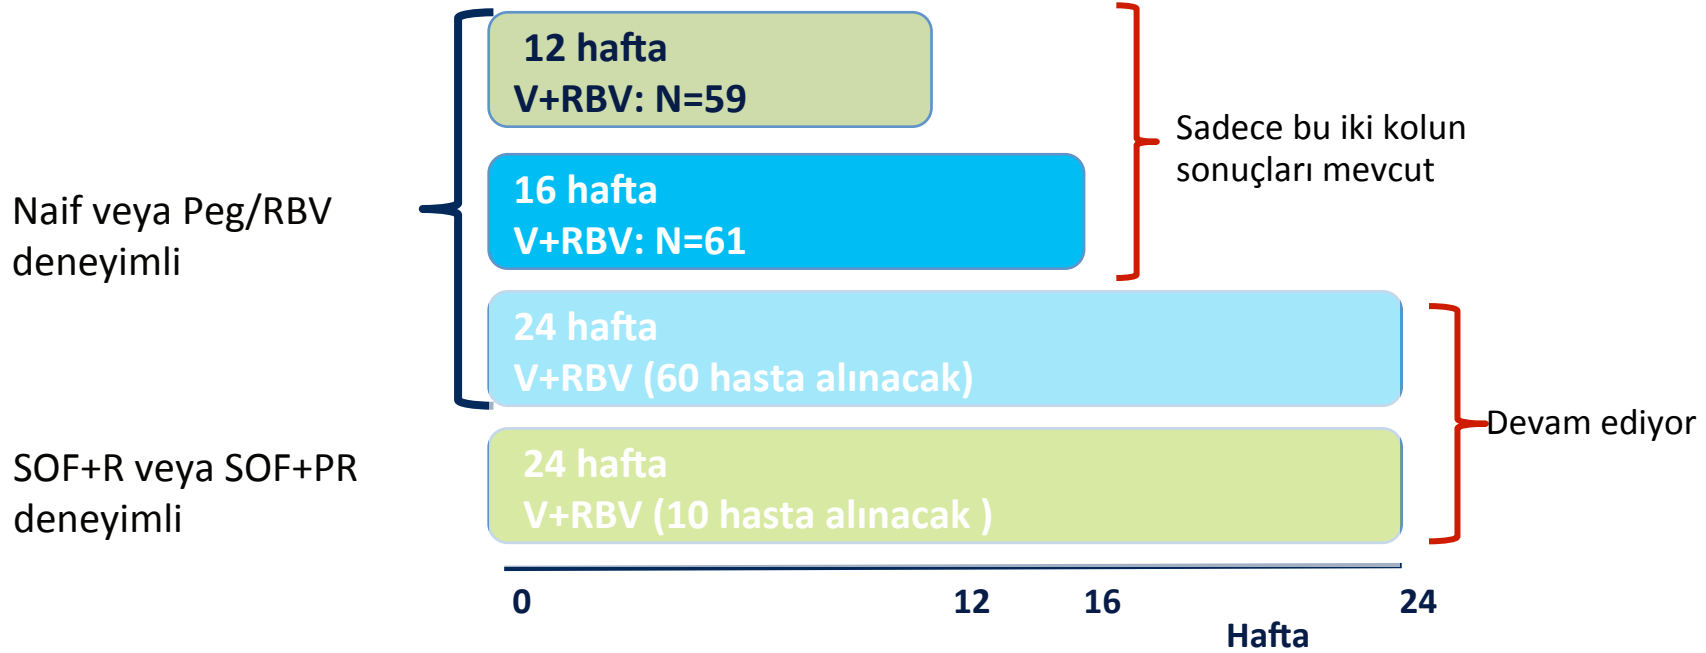 12 hafta
V+RBV: N=59
Sadece bu iki kolun
sonuçları mevcut
16 hafta
V+RBV: N=61
Naif veya Peg/RBV
deneyimli
24 hafta
V+RBV (60 hasta alınacak)
Devam ediyor
SOF+R veya SOF+PR
deneyimli
24 hafta
V+RBV (10 hasta alınacak )
0 12 16 24
Hafta